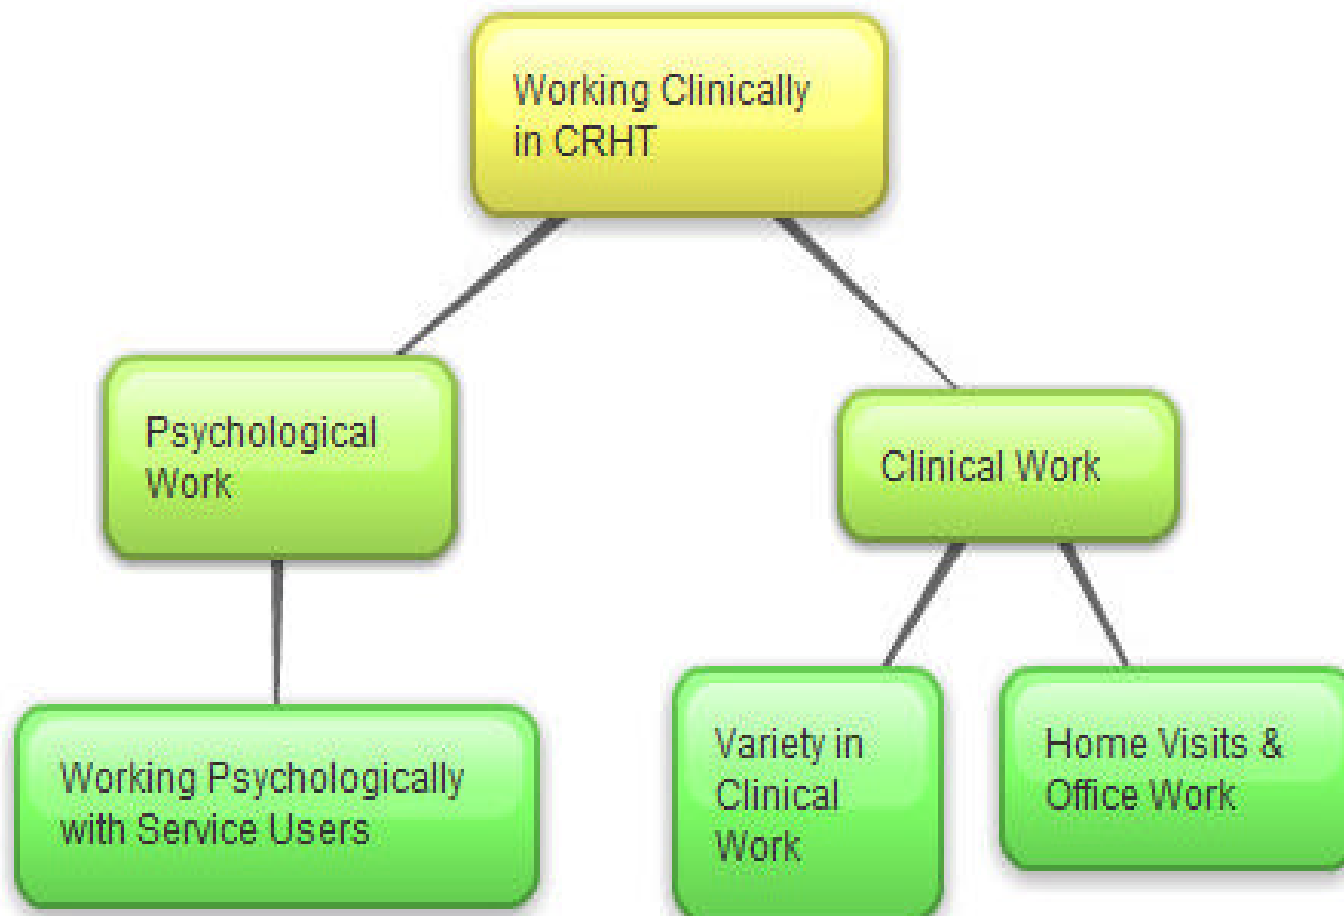 Working Clinically
in CRHT
Psychological
Work
Clinical Work
Working Psychologically
with Service Users
Variety in
Clinical
Work
Home Visits &
Office Work